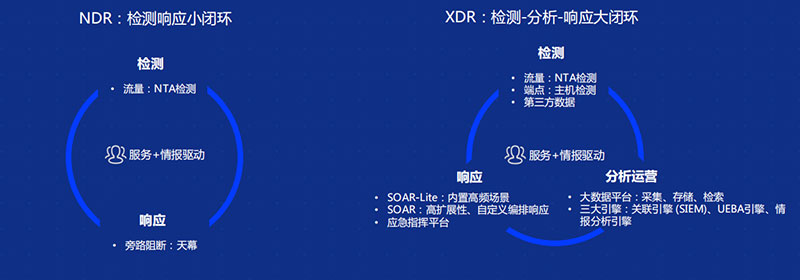 NDR：检测响应小闭环
检测
• 流量：NTA检测
服务+情报驱动
响应
• 旁路阻断：天幕
XDR：检测-分析-响应大闭环
检测
• 流量：NTA检测
• 端点：主机检测
• 第三方数据
服务+情报驱动
响应
• SOAR-Lite：内置高频场景
• SOAR：高扩展性、自定义编排响应
• 应急指挥平台
分析运营
• 大数据平台：采集、存储、检索
• 三大引擎：关联引擎 (SIEM)、UEBA引擎、情
报分析引擎